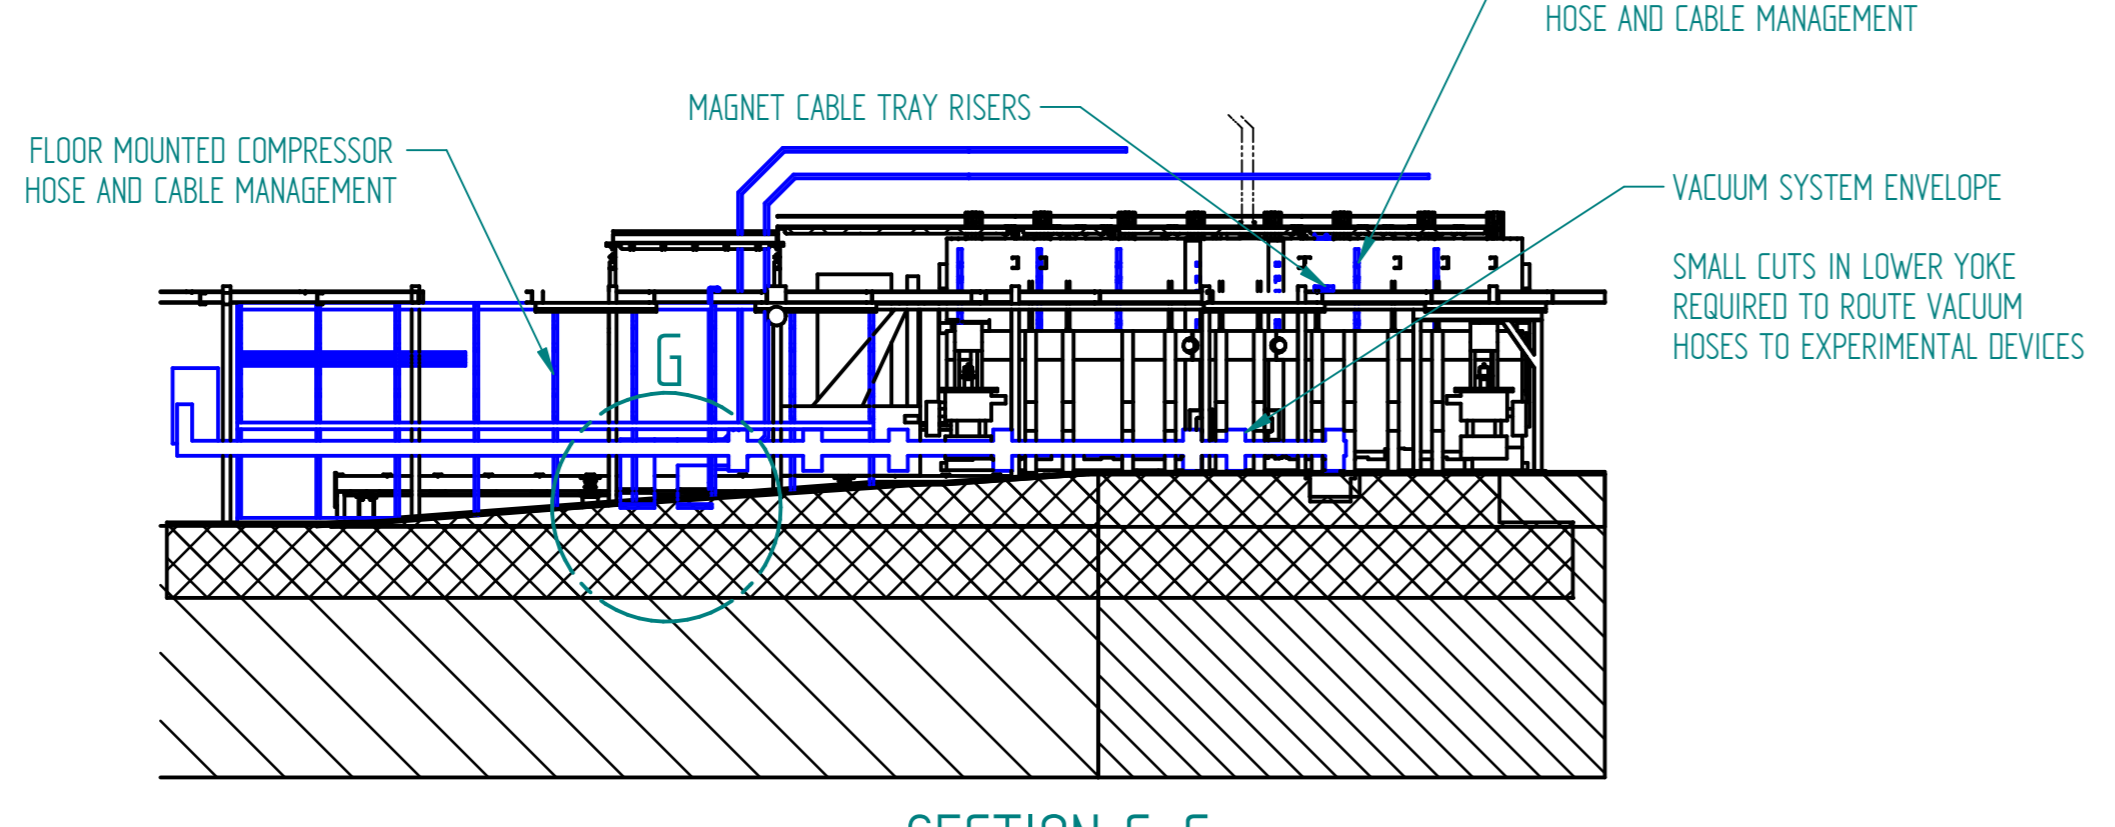 HOSE AND CABLE MANAGEMENT
MAGNET CABLE TRAY RISERS
FLOOR MOUNTED COMPRESSOR
HOSE AND CABLE MANAGEMENT
VACUUM SYSTEM ENVELOPE
SMALL CUTS IN LOWER YOKE
REQUIRED TO ROUTE VACUUM
HOSES TO EXPERIMENTAL DEVICES
G
SECTION